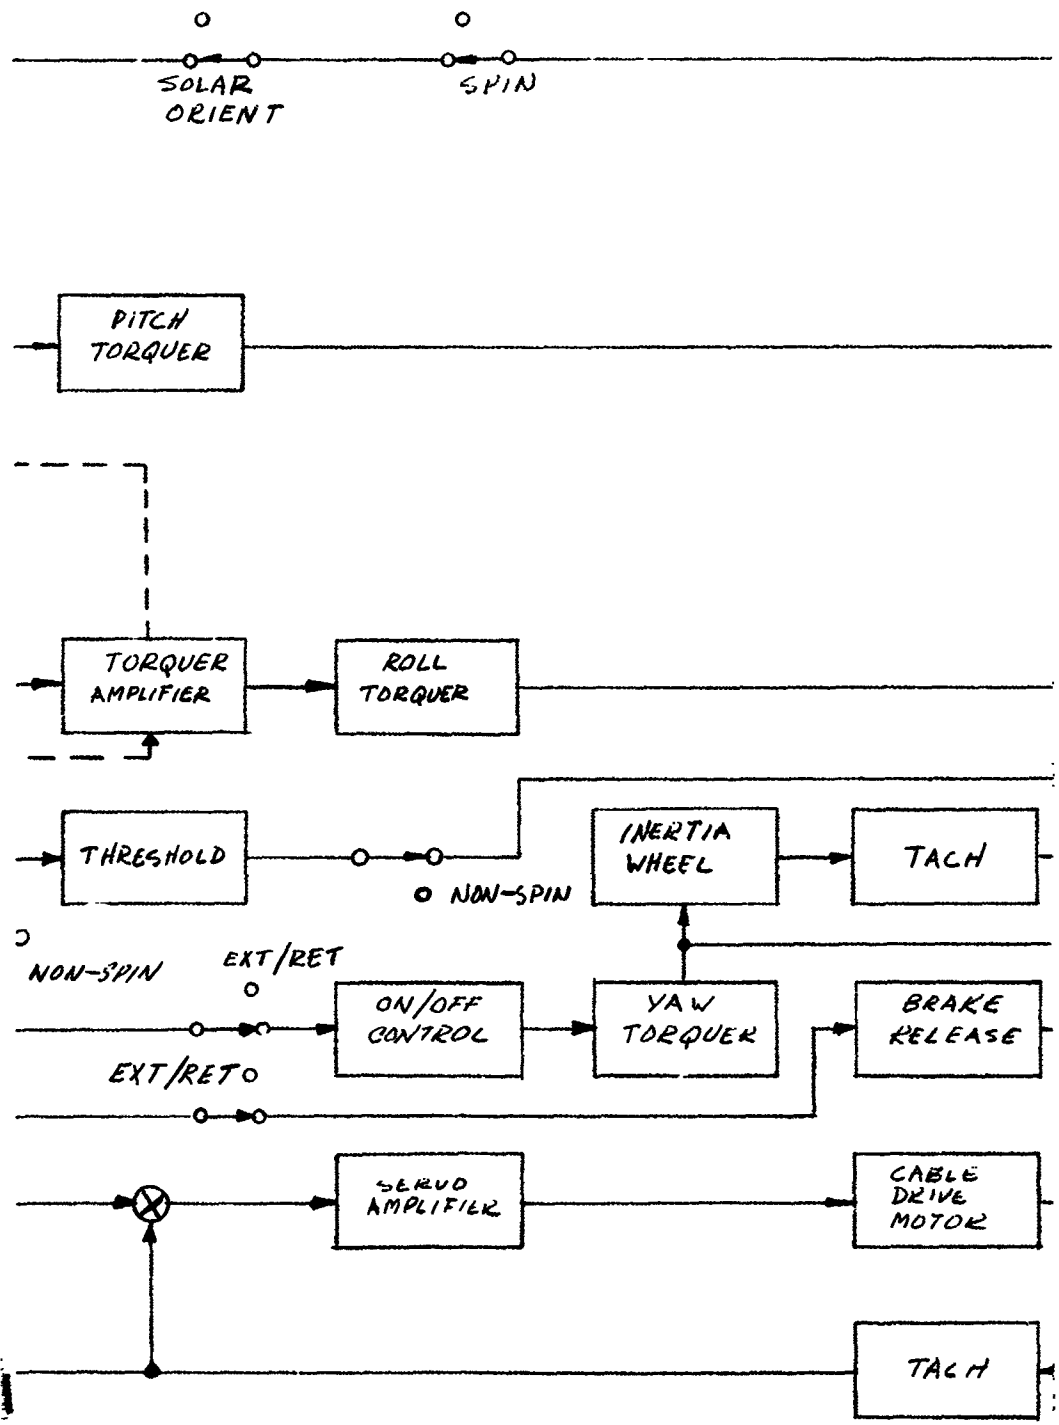 SOLAR
ORIENT
SPIN
PITCH
TORQUER
TORQUER
AMPLIFIER
ROLL
TORQUER
THRESHOLD
NON-SPIN
INERTIA
WHEEL
TACH
NON-SPIN
EXT/RET
ON/OFF
CONTROL
YAW
TORQUER
BRAKE
RELEASE
EXT/RET
SERVO
AMPLIFIER
CABLE
DRIVE
MOTOR
TACH